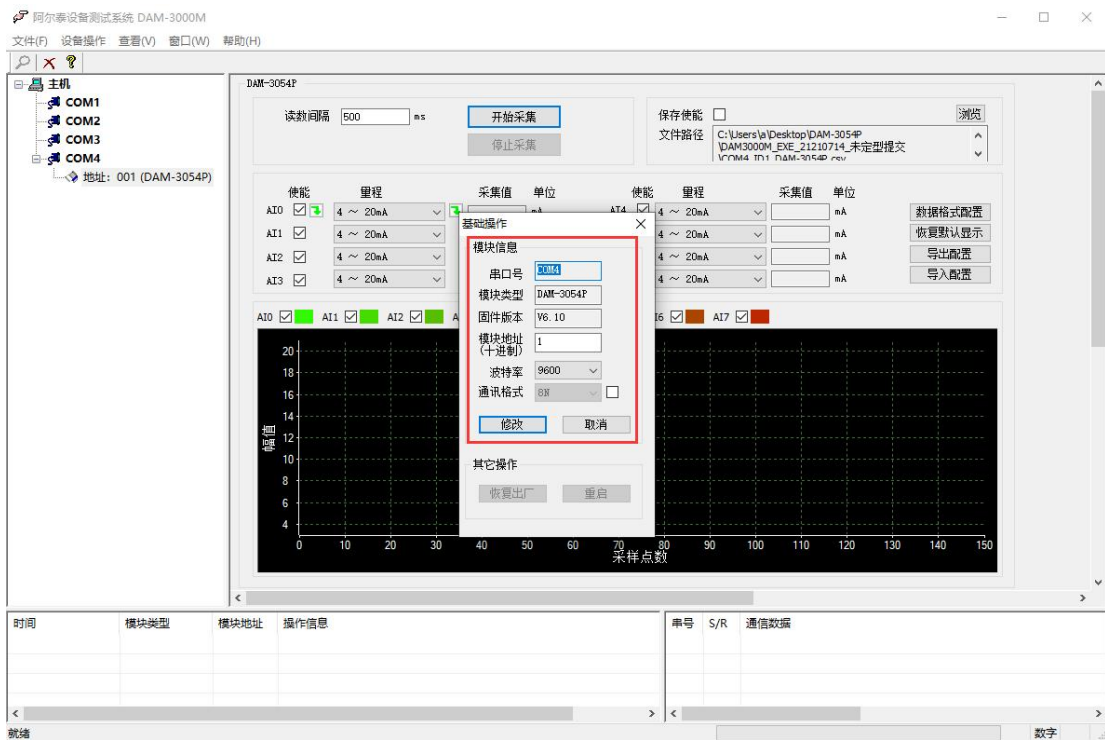 阿尔泰设备测试系统 DAM-3000M
文件(F) 设备操作 查看(V) 窗口(W) 帮助(H)
主机
COM1
COM2
COM3
COM4
地址: 001 (DAM-3054P)
DAM-3054P
读数间隔 500 ms 开始采集
停止采集
保存使能 浏览
文件路径 C:\Users\a\Desktop\DAM-3054P
\DAM3000M_EXE_21210714_未定型提交
\COM4_ID1_DAM-3054P.csv
使能 量程 采集值 单位 使能 量程 采集值 单位
AI0 4 ～ 20mA mA AI4 4 ～ 20mA mA 数据格式配置
AI1 4 ～ 20mA 4 ～ 20mA mA 恢复默认显示
AI2 4 ～ 20mA 4 ～ 20mA mA 导出配置
AI3 4 ～ 20mA 4 ～ 20mA mA 导入配置
基础操作
模块信息
串口号 COM4
模块类型 DAM-3054P
固件版本 V6.10
模块地址 1
(十进制)
波特率 9600
通讯格式 8N
修改 取消
其它操作
恢复出厂 重启
AI0 AI1 AI2 A I6 AI7
20
18
16
14
12
10
8
6
4
幅值
0 10 20 30 40 50 60 70 80 90 100 110 120 130 140 150
采样点数
时间 模块类型 模块地址 操作信息
串号 S/R 通信数据
就绪 数字